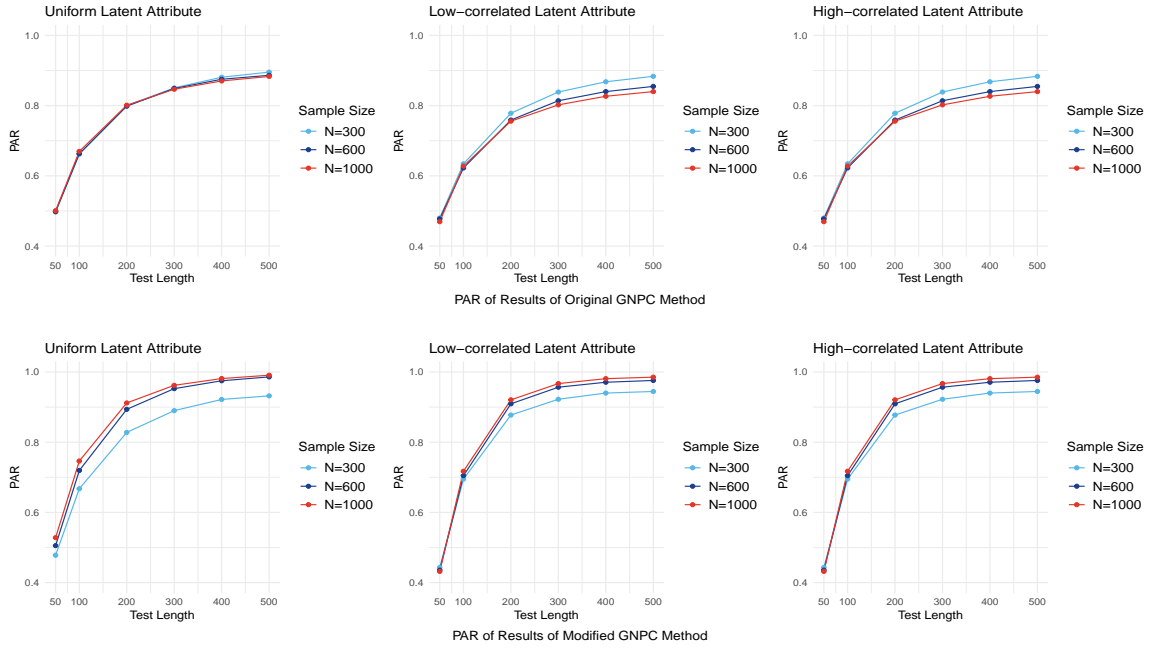 Uniform Latent Attribute
1.0
0.8
0.6
0.4
PAR
50 100 200 300 400 500
Test Length
Sample Size
N=300
N=600
N=1000
Low−correlated Latent Attribute
1.0
0.8
0.6
0.4
PAR
50 100 200 300 400 500
Test Length
Sample Size
N=300
N=600
N=1000
High−correlated Latent Attribute
1.0
0.8
0.6
0.4
PAR
50 100 200 300 400 500
Test Length
Sample Size
N=300
N=600
N=1000
PAR of Results of Original GNPC Method
Uniform Latent Attribute
1.0
0.8
0.6
0.4
PAR
50 100 200 300 400 500
Test Length
Sample Size
N=300
N=600
N=1000
Low−correlated Latent Attribute
1.0
0.8
0.6
0.4
PAR
50 100 200 300 400 500
Test Length
Sample Size
N=300
N=600
N=1000
High−correlated Latent Attribute
1.0
0.8
0.6
0.4
PAR
50 100 200 300 400 500
Test Length
Sample Size
N=300
N=600
N=1000
PAR of Results of Modified GNPC Method